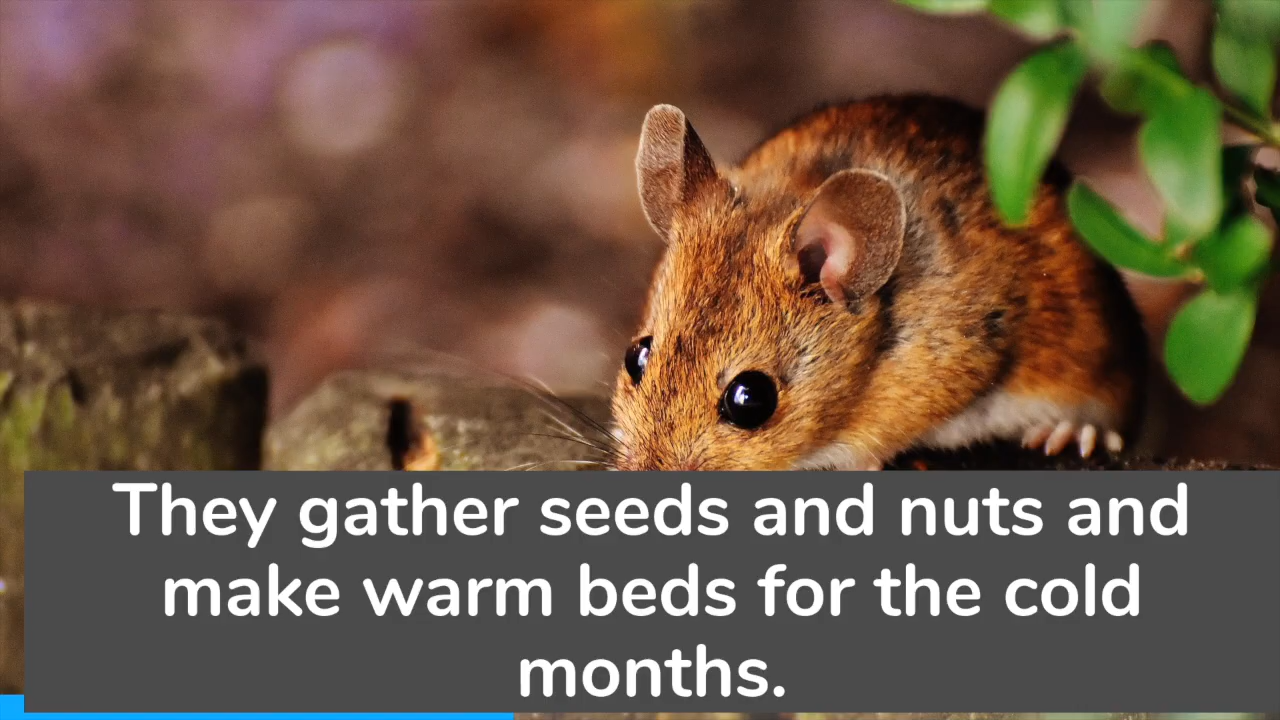 They gather seeds and nuts and
make warm beds for the cold
months.